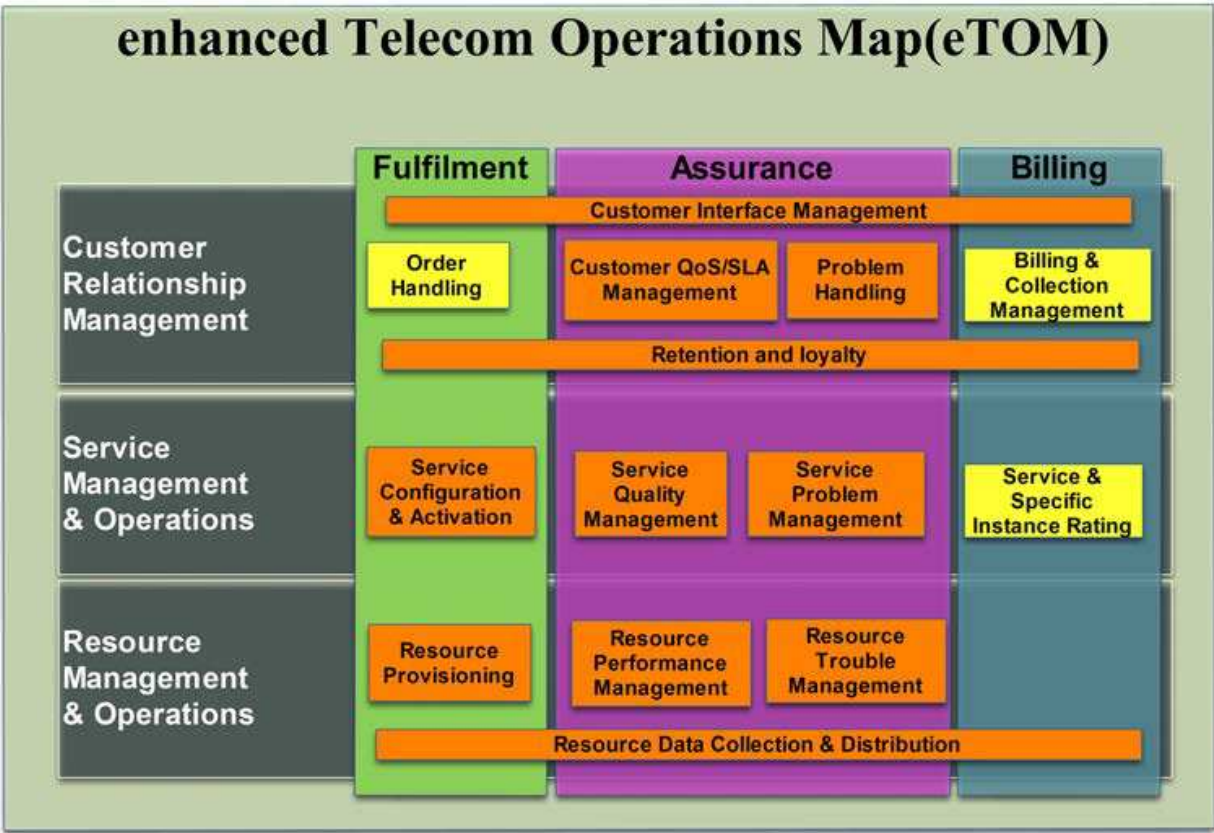 enhanced Telecom Operations Map(eTOM)
Fulfilment
Assurance
Billing
Customer Interface Management
Customer
Relationship
Management
Order
Handling
Customer QoS/SLA
Management
Problem
Handling
Billing &
Collection
Management
Retention and loyalty
Service
Management
& Operations
Service
Configuration
& Activation
Service
Quality
Management
Service
Problem
Management
Service &
Specific
Instance Rating
Resource
Management
& Operations
Resource
Provisioning
Resource
Performance
Management
Resource
Trouble
Management
Resource Data Collection & Distribution